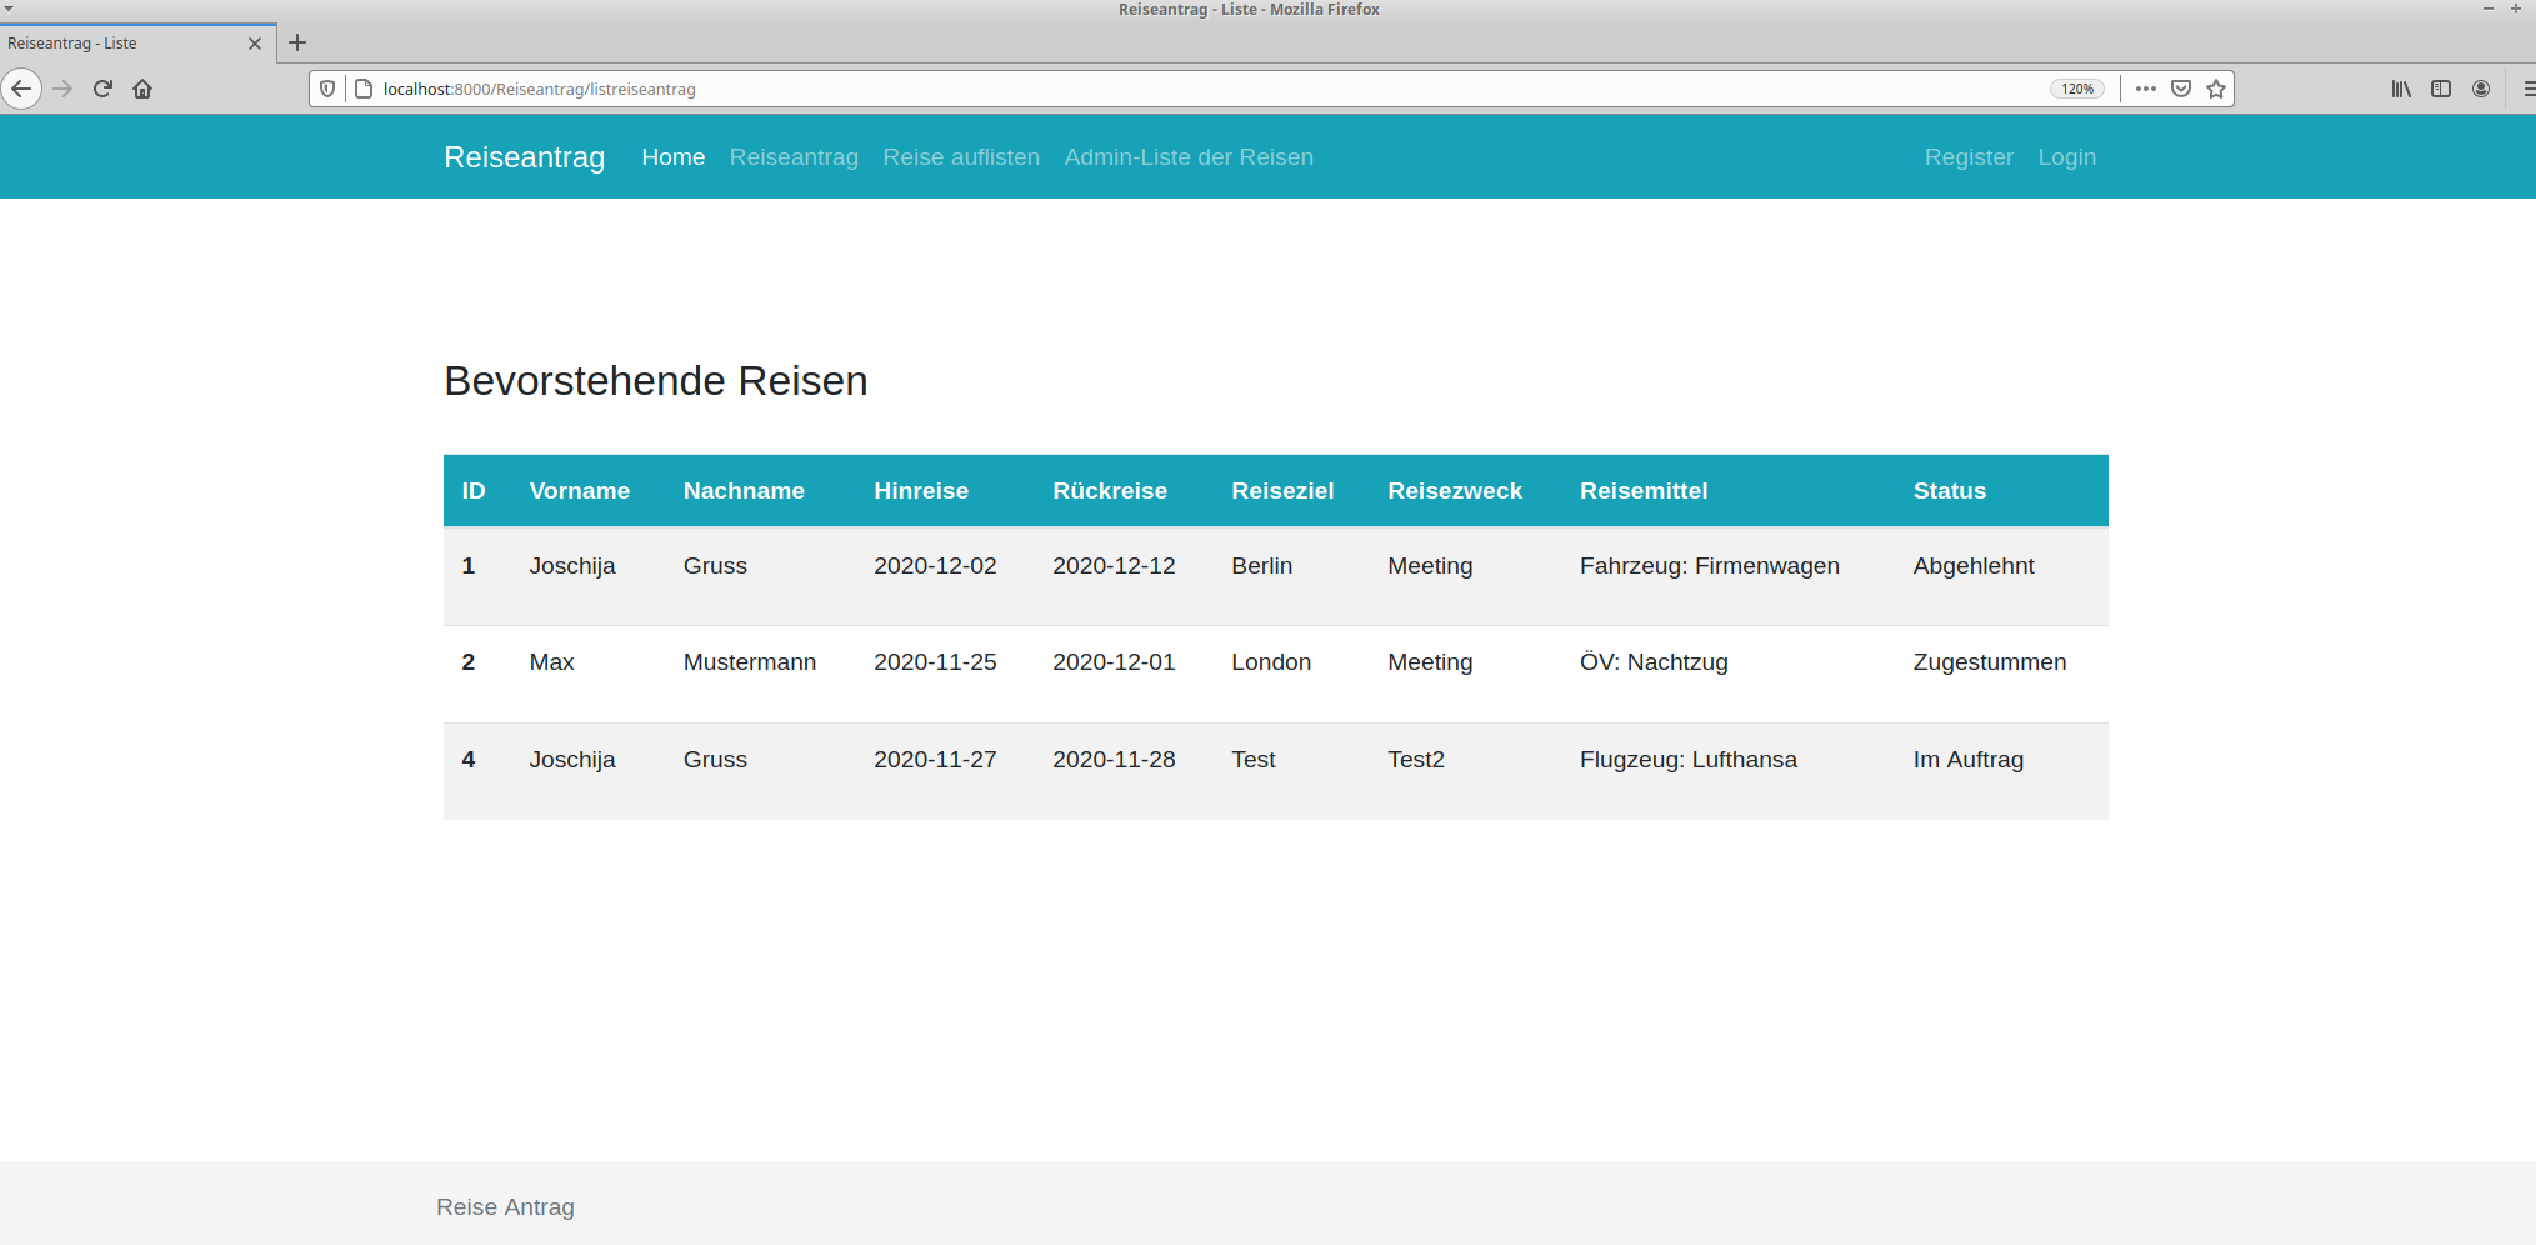 Reiseantrag - Liste - Mozilla Firefox
Reiseantrag - Liste
localhost:8000/Reiseantrag/listreiseantrag 120%
Reiseantrag Home Reiseantrag Reise auflisten Admin-Liste der Reisen Register Login
Bevorstehende Reisen
ID Vorname Nachname Hinreise Rückreise Reiseziel Reisezweck Reisemittel Status
1 Joschija Gruss 2020-12-02 2020-12-12 Berlin Meeting Fahrzeug: Firmenwagen Abgehlehnt
2 Max Mustermann 2020-11-25 2020-12-01 London Meeting ÖV: Nachtzug Zugestummen
4 Joschija Gruss 2020-11-27 2020-11-28 Test Test2 Flugzeug: Lufthansa Im Auftrag
Reise Antrag